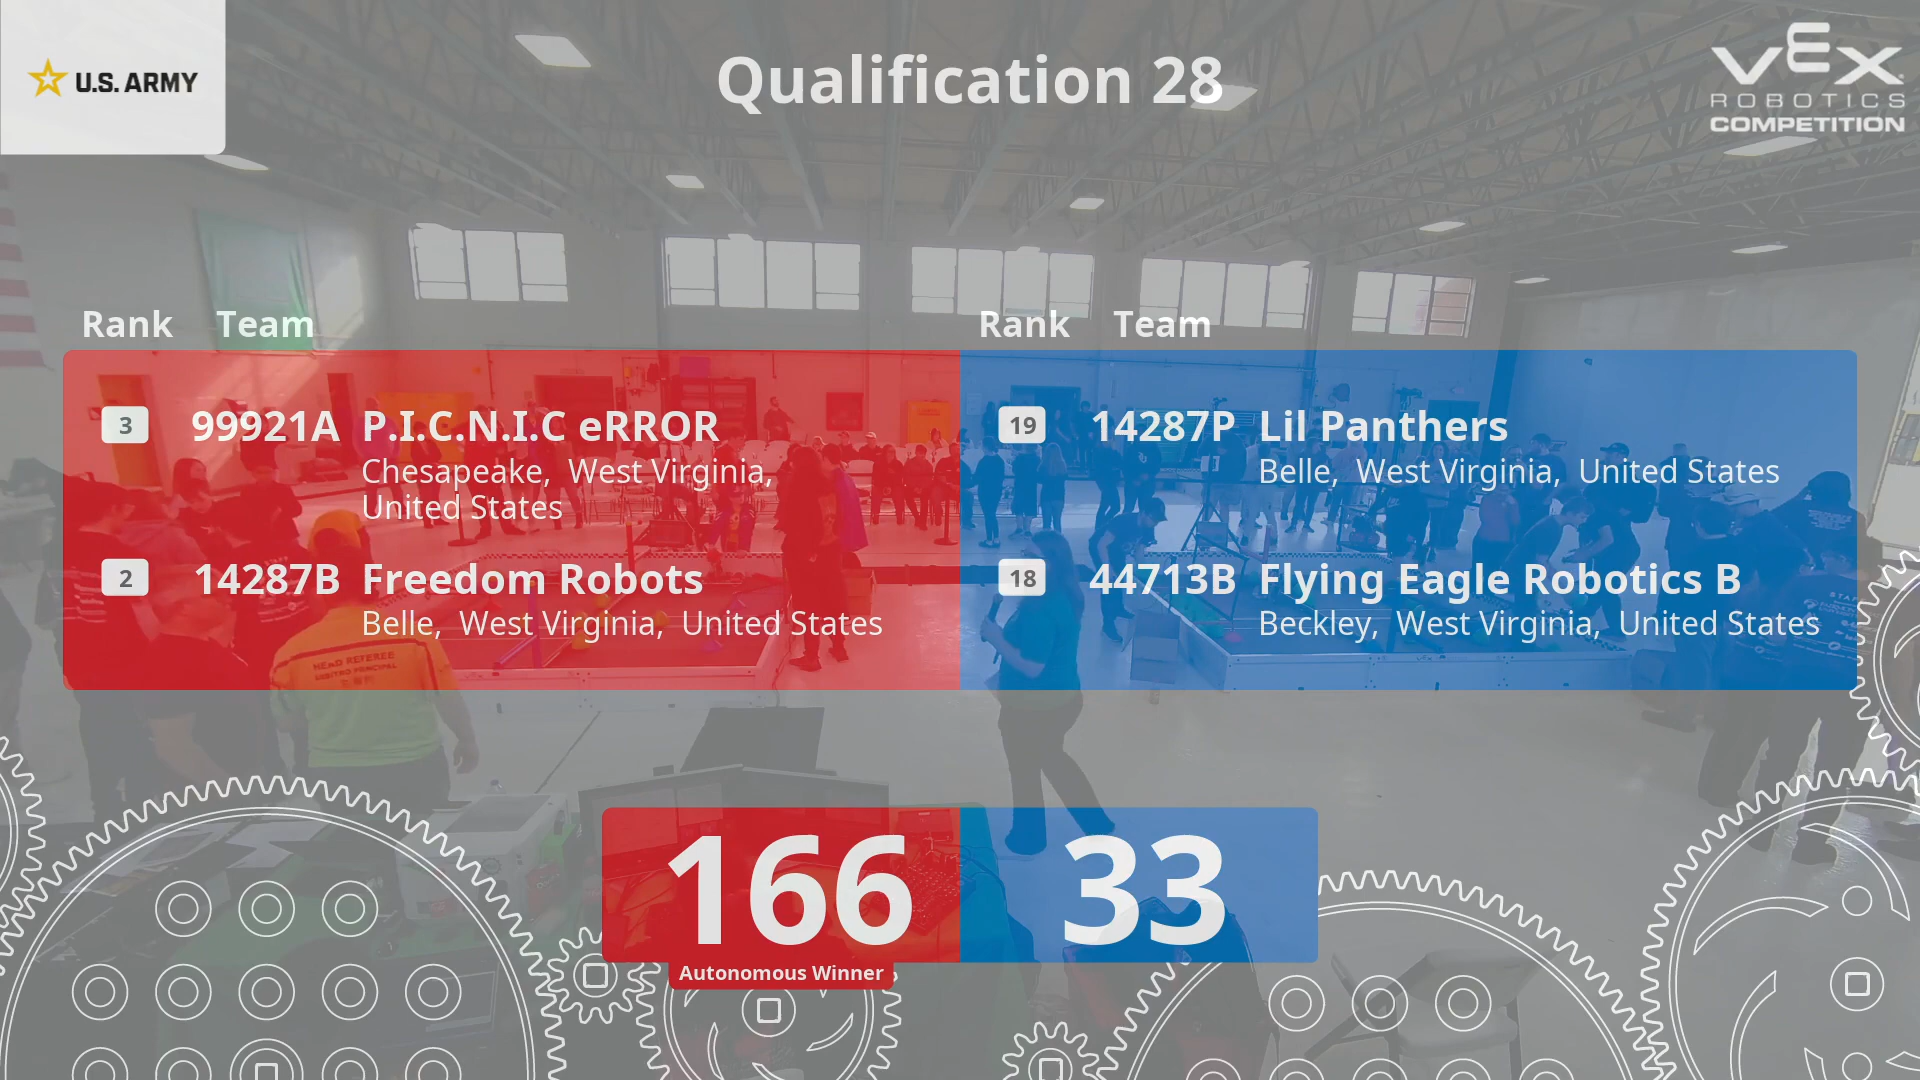 U.S. ARMY
Qualification 28
VEX
ROBOTICS
COMPETITION
Rank Team
3 99921A P.I.C.N.I.C eRROR
Chesapeake, West Virginia,
United States
2 14287B Freedom Robots
Belle, West Virginia, United States
Rank Team
19 14287P Lil Panthers
Belle, West Virginia, United States
18 44713B Flying Eagle Robotics B
Beckley, West Virginia, United States
HEAD REFEREE
166
33
Autonomous Winner